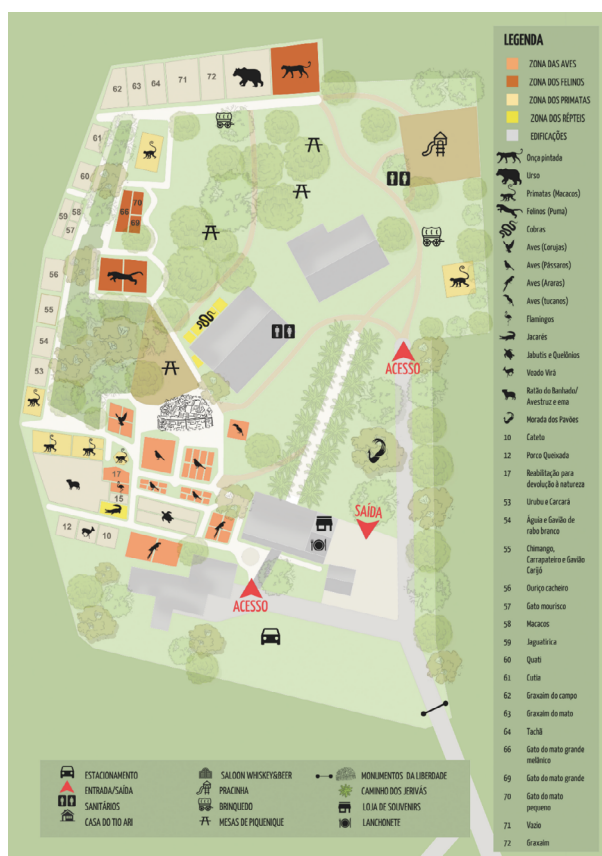 62 63 64 71 72
61
60
59 58
57
70
66 69
56
55
54
53
17
15
12 10
ACESSO
SAÍDA
ACESSO
LEGENDA
ZONA DAS AVES
ZONA DOS FELINOS
ZONA DOS PRIMATAS
ZONA DOS RÉPTEIS
EDIFICAÇÕES
Onça pintada
Urso
Primatas (Macacos)
Felinos (Puma)
Cobras
Aves (Corujas)
Aves (Pássaros)
Aves (Araras)
Aves (tucanos)
Flamingos
Jacarés
Jabutis e Quelônios
Veado Virá
Ratão do Banhado/
Avestruz e ema
Morada dos Pavões
10 Cateto
12 Porco Queixada
17 Reabilitação para
devolução à natureza
53 Urubu e Carcará
54 Águia e Gavião de
rabo branco
55 Chimango,
Carrapateiro e Gavião
Carijó
56 Ouriço cacheiro
57 Gato mourisco
58 Macacos
59 Jaguatirica
60 Quati
61 Cutia
62 Graxaim do campo
63 Graxaim do mato
64 Tachã
66 Gato do mato grande
melânico
69 Gato do mato grande
70 Gato do mato
pequeno
71 Vazio
72 Graxaim
ESTACIONAMENTO
ENTRADA/SAÍDA
SANITÁRIOS
CASA DO TIO ARI
SALOON WHISKEY&BEER
PRACINHA
BRINQUEDO
MESAS DE PIQUENIQUE
MONUMENTOS DA LIBERDADE
CAMINHO DOS JERIVÁS
LOJA DE SOUVENIRS
LANCHONETE